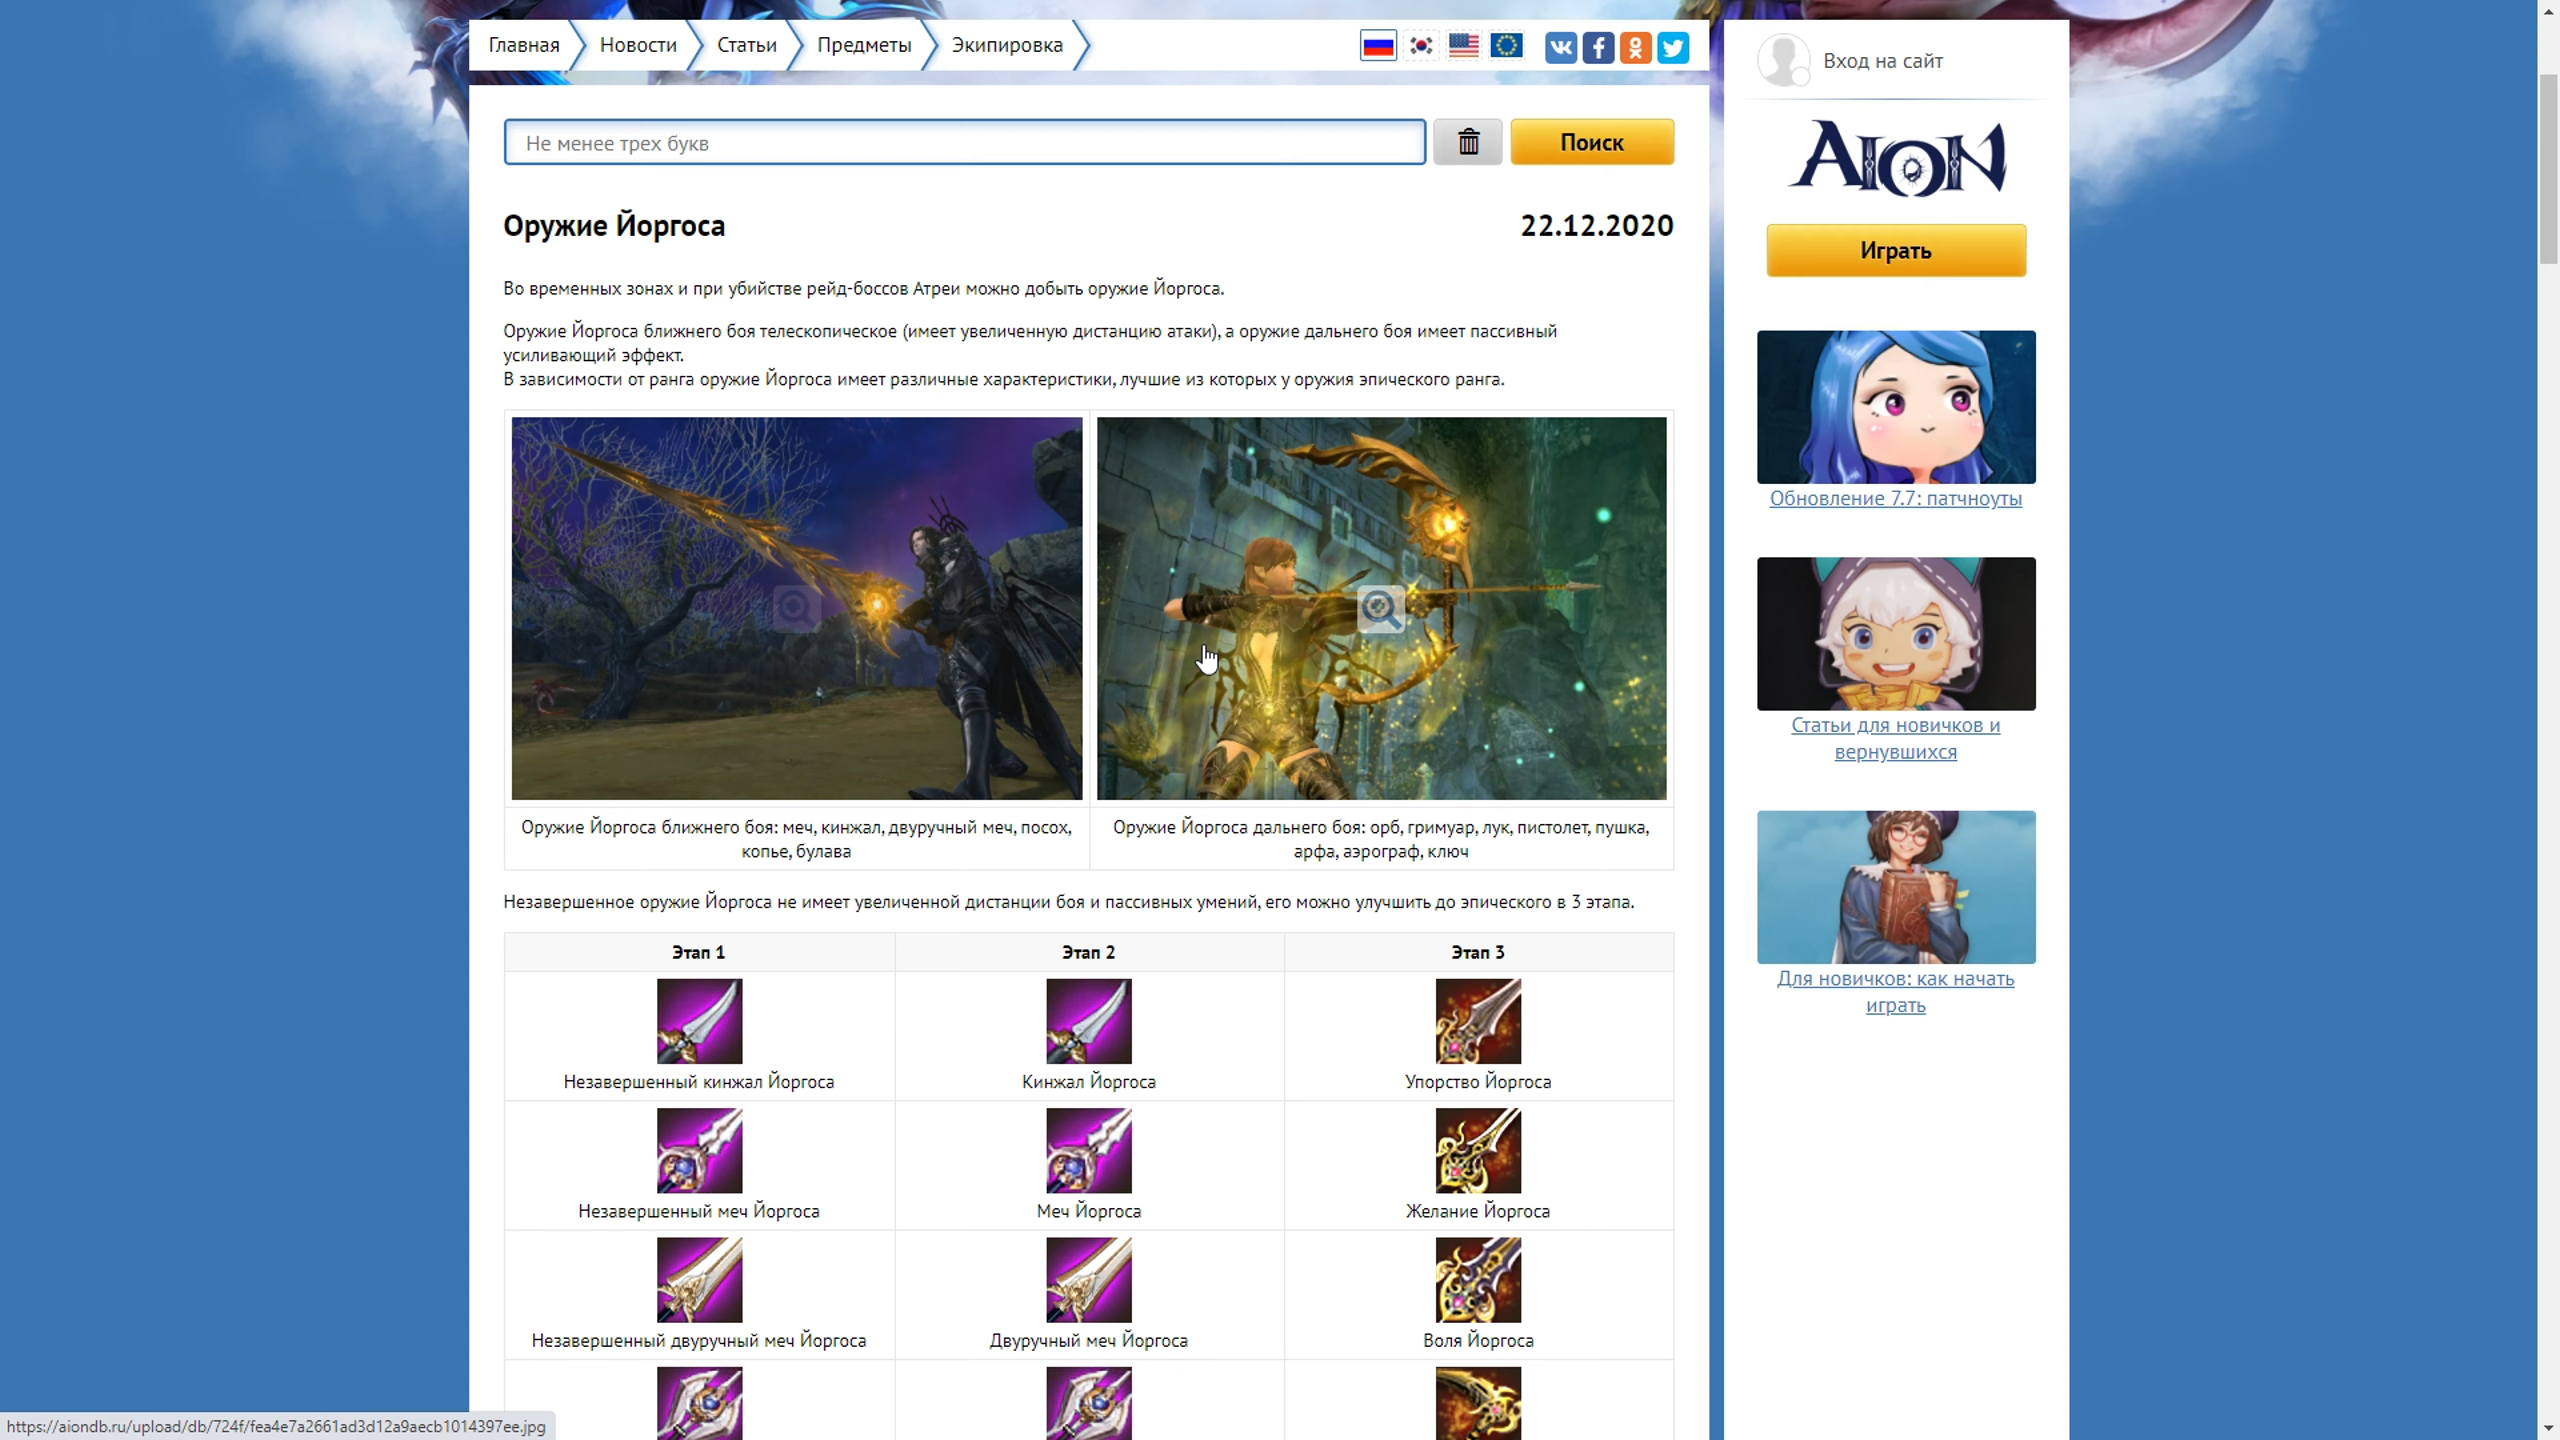 Главная
Новости
Статьи
Предметы
Экипировка
Вход на сайт
Не менее трех букв
Поиск
AION
Играть
Оружие Йоргоса
22.12.2020
Во временных зонах и при убийстве рейд-боссов Атреи можно добыть оружие Йоргоса.
Оружие Йоргоса ближнего боя телескопическое (имеет увеличенную дистанцию атаки), а оружие дальнего боя имеет пассивный
усиливающий эффект.
В зависимости от ранга оружие Йоргоса имеет различные характеристики, лучшие из которых у оружия эпического ранга.
Оружие Йоргоса ближнего боя: меч, кинжал, двуручный меч, посох,
копье, булава
Оружие Йоргоса дальнего боя: орб, гримуар, лук, пистолет, пушка,
арфа, аэрограф, ключ
Незавершенное оружие Йоргоса не имеет увеличенной дистанции боя и пассивных умений, его можно улучшить до эпического в 3 этапа.
Этап 1
Этап 2
Этап 3
Незавершенный кинжал Йоргоса
Кинжал Йоргоса
Упорство Йоргоса
Незавершенный меч Йоргоса
Меч Йоргоса
Желание Йоргоса
Незавершенный двуручный меч Йоргоса
Двуручный меч Йоргоса
Воля Йоргоса
Обновление 7.7: патчноуты
Статьи для новичков и
вернувшихся
Для новичков: как начать
играть
https://aiondb.ru/upload/db/724f/fea4e7a2661ad3d12a9aecb1014397ee.jpg